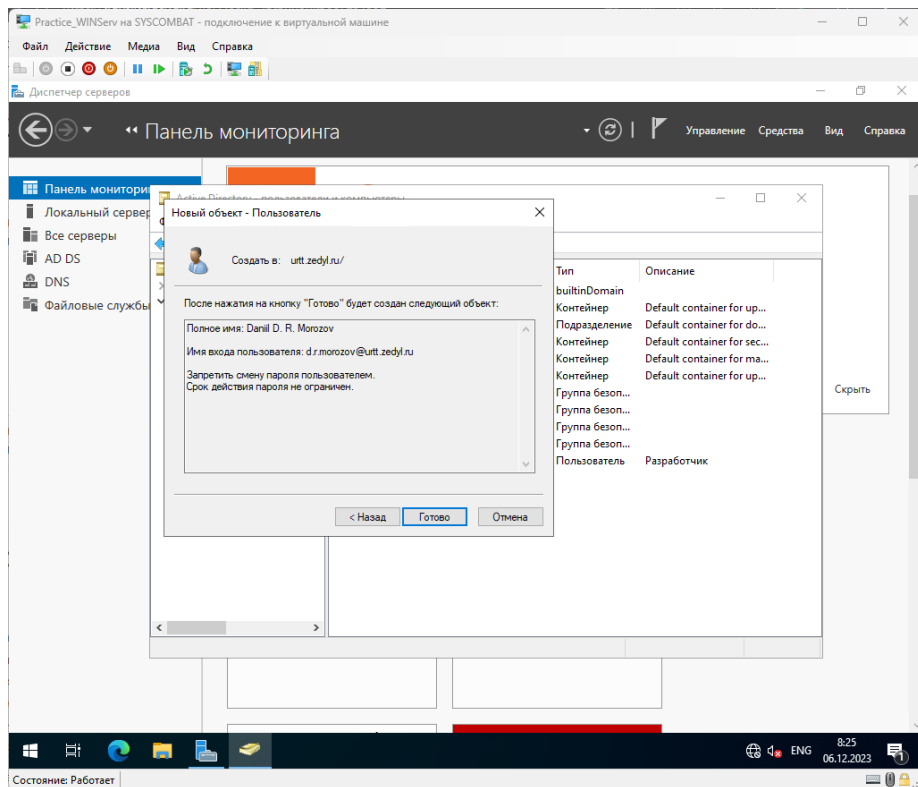 Practice_WINServ на SYSCOMBAT - подключение к виртуальной машине
Файл Действие Медиа Вид Справка
Диспетчер серверов
Панель мониторинга
Управление Средства Вид Справка
Панель монитори
Локальный сервер
Все серверы
AD DS
DNS
Файловые службы
Active Directory - пользователи и компьютеры
Новый объект - Пользователь
Создать в: urtt.zedyl.ru/
После нажатия на кнопку "Готово" будет создан следующий объект:
Полное имя: Daniil D. R. Morozov
Имя входа пользователя: d.r.morozov@urtt.zedyl.ru
Запретить смену пароля пользователем.
Срок действия пароля не ограничен.
< Назад Готово Отмена
Тип Описание
builtinDomain
Контейнер Default container for up...
Подразделение Default container for do...
Контейнер Default container for sec...
Контейнер Default container for ma...
Контейнер Default container for up...
Группа безоп...
Группа безоп...
Группа безоп...
Группа безоп...
Пользователь Разработчик
Скрыть
ENG
8:25
06.12.2023
1
Состояние: Работает